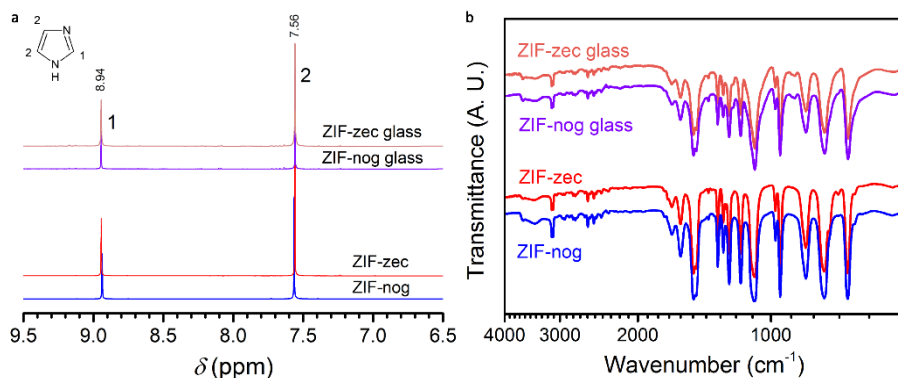 a
2
N
2
1
N
H
8.94
7.56
1
2
ZIF-zec glass
ZIF-nog glass
ZIF-zec
ZIF-nog
9.5 9.0 8.5 8.0 7.5 7.0 6.5
δ (ppm)
b
ZIF-zec glass
ZIF-nog glass
ZIF-zec
ZIF-nog
Transmittance (A. U.)
4000 3000 2000 1000
Wavenumber (cm⁻¹)